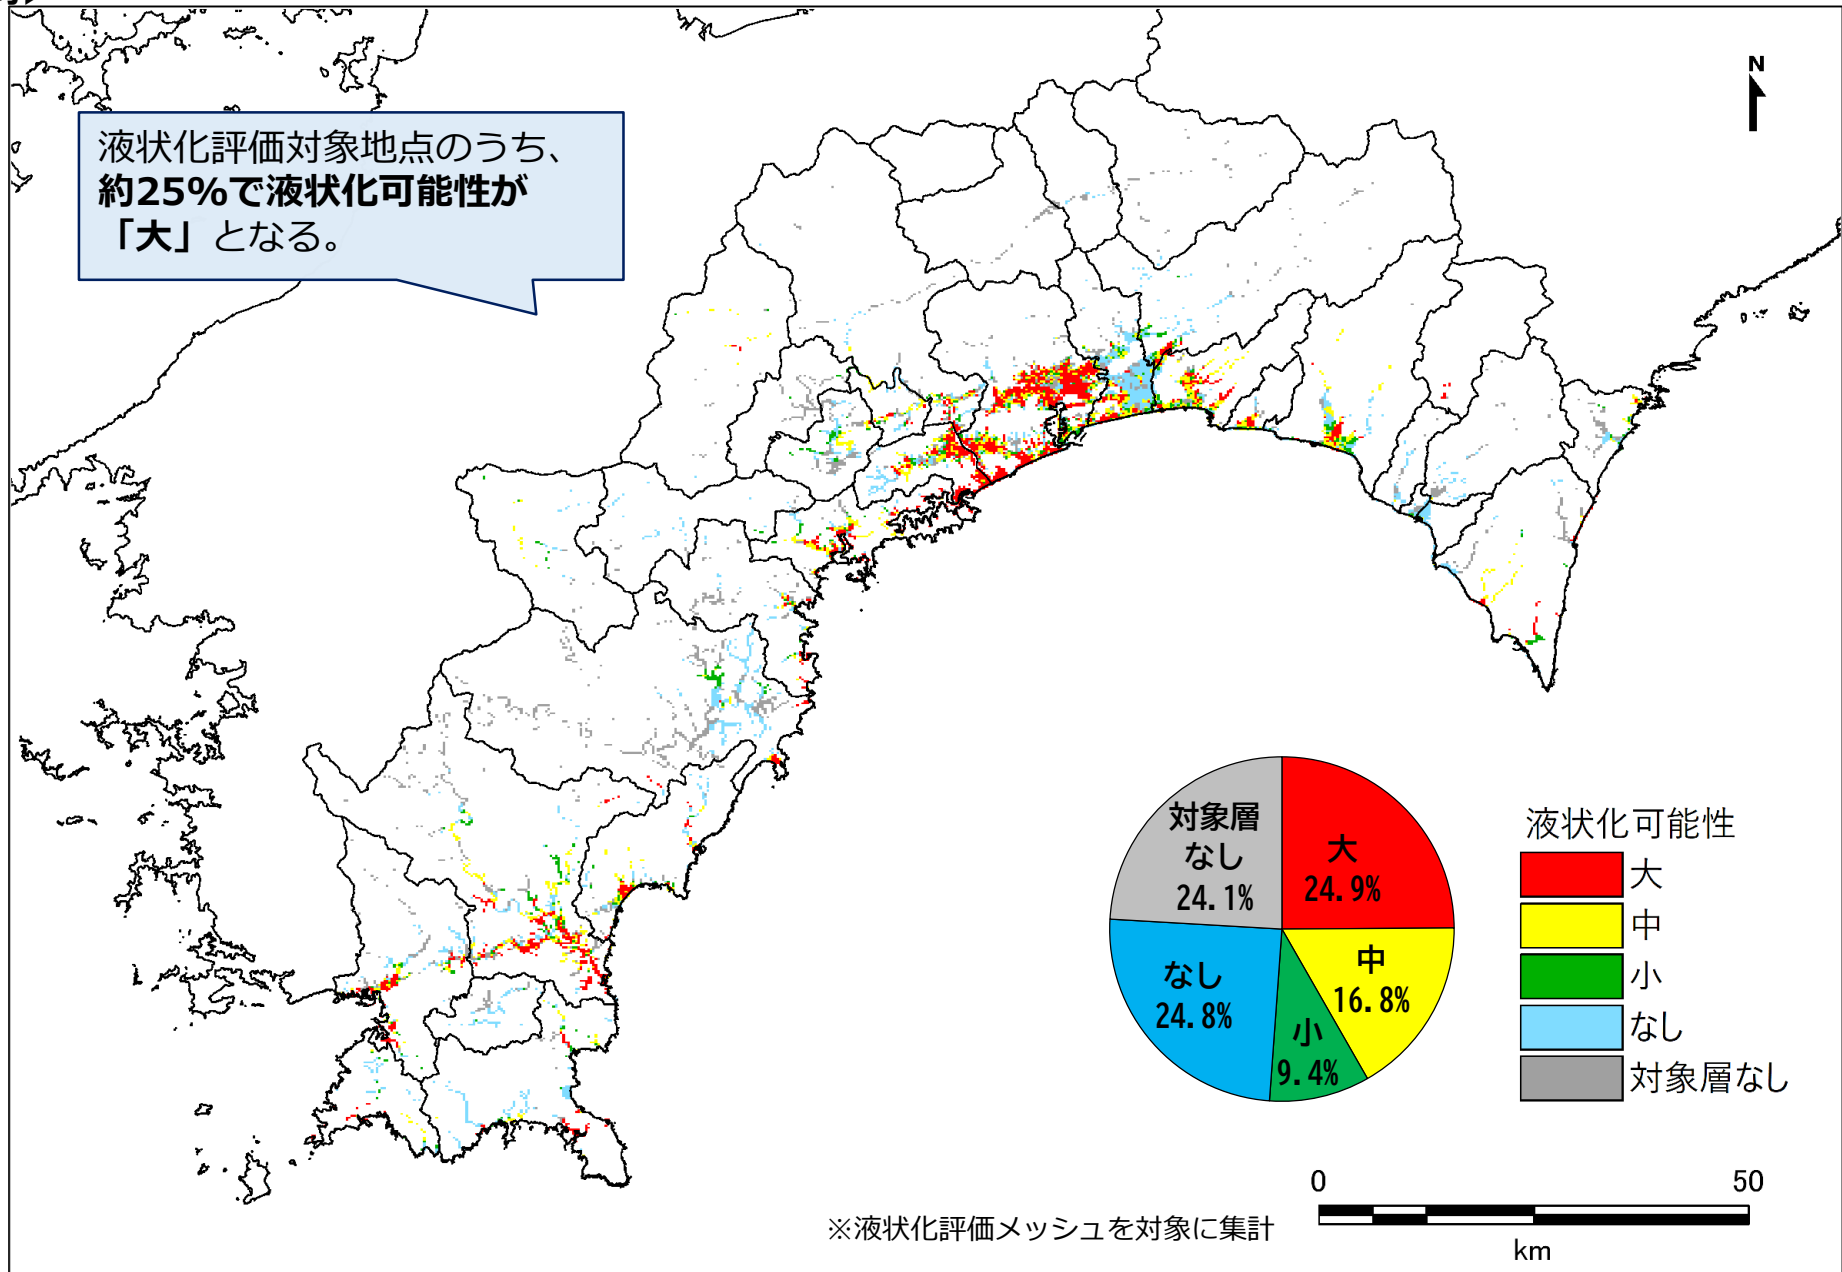 液状化評価対象地点のうち、
約25%で液状化可能性が
「大」となる。
N
対象層
なし
24.1%
大
24.9%
中
16.8%
小
9.4%
なし
24.8%
液状化可能性
大
中
小
なし
対象層なし
0
50
km
※液状化評価メッシュを対象に集計